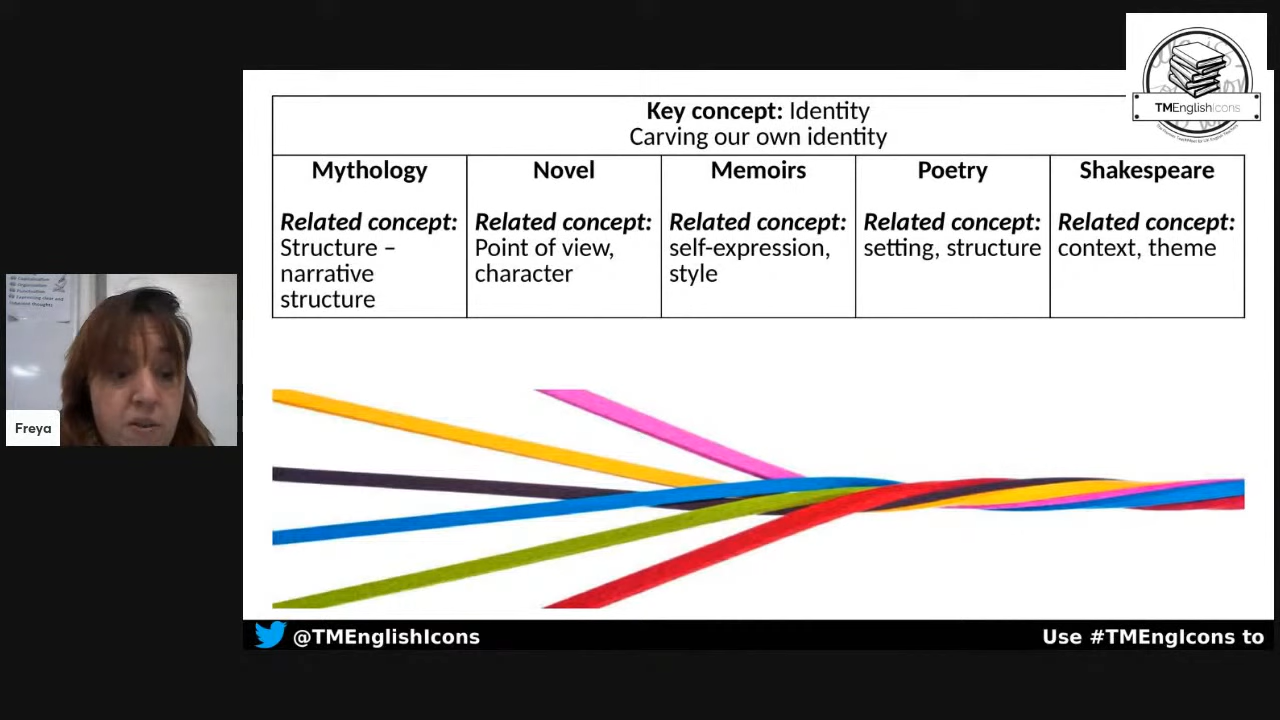 TMEnglishIcons
Key concept: Identity
Carving our own identity
Mythology
Related concept:
Structure –
narrative
structure
Novel
Related concept:
Point of view,
character
Memoirs
Related concept:
self-expression,
style
Poetry
Related concept:
setting, structure
Shakespeare
Related concept:
context, theme
Freya
@TMEnglishIcons
Use #TMEngIcons to